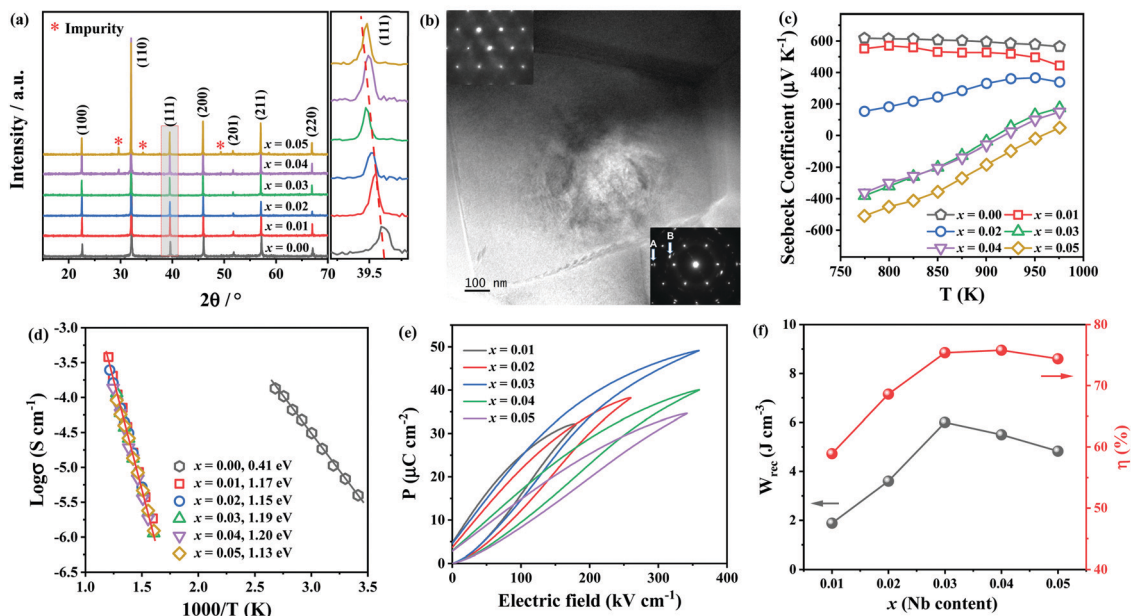 (a)
* Impurity
(111)
(110)
(100)
(111)
(200)
(201)
(211)
(220)
x = 0.05
x = 0.04
x = 0.03
x = 0.02
x = 0.01
x = 0.00
Intensity / a.u.
20 30 40 50 60 70
39.5
2θ / °
(b)
A
B
100 nm
(c)
Seebeck Coefficient (μV K⁻¹)
600
400
200
0
-200
-400
-600
x = 0.00 x = 0.01
x = 0.02 x = 0.03
x = 0.04 x = 0.05
750 800 850 900 950 1000
T (K)
(d)
Logσ (S cm⁻¹)
-3.0
-3.5
-4.0
-4.5
-5.0
-5.5
-6.0
-6.5
x = 0.00, 0.41 eV
x = 0.01, 1.17 eV
x = 0.02, 1.15 eV
x = 0.03, 1.19 eV
x = 0.04, 1.20 eV
x = 0.05, 1.13 eV
1.0 1.5 2.0 2.5 3.0 3.5
1000/T (K)
(e)
P (μC cm⁻²)
50
40
30
20
10
0
x = 0.01
x = 0.02
x = 0.03
x = 0.04
x = 0.05
0 100 200 300 400
Electric field (kV cm⁻¹)
(f)
W_rec (J cm⁻³)
10
8
6
4
2
0
80
70
60
50
40
η (%)
0.01 0.02 0.03 0.04 0.05
x (Nb content)